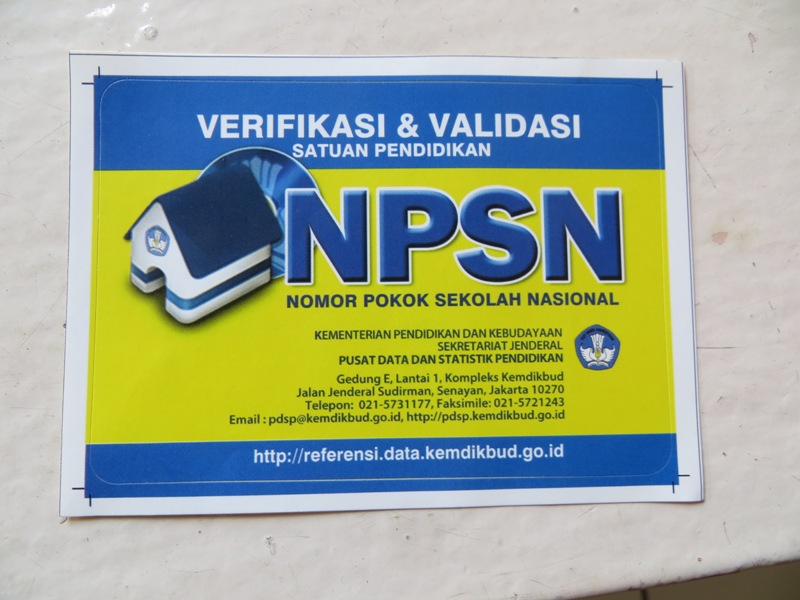 VERIFIKASI & VALIDASI
SATUAN PENDIDIKAN
NPSN
NOMOR POKOK SEKOLAH NASIONAL
KEMENTERIAN PENDIDIKAN DAN KEBUDAYAAN
SEKRETARIAT JENDERAL
PUSAT DATA DAN STATISTIK PENDIDIKAN
Gedung E, Lantai 1, Kompleks Kemdikbud
Jalan Jenderal Sudirman, Senayan, Jakarta 10270
Telepon: 021-5731177, Faksimile: 021-5721243
Email : pdsp@kemdikbud.go.id, http://pdsp.kemdikbud.go.id
http://referensi.data.kemdikbud.go.id